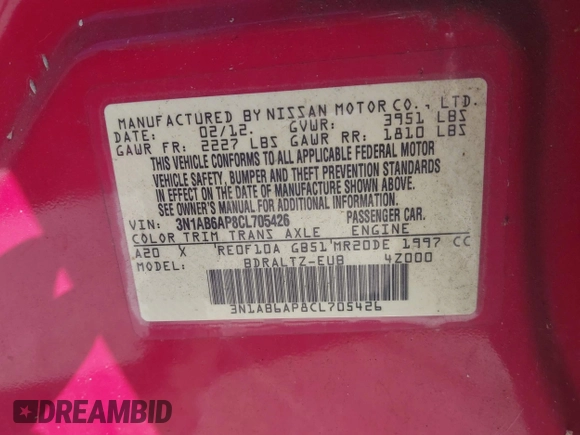 MANUFACTURED BY NISSAN MOTOR CO., LTD.
DATE: 02/12. GVWR: 3951 LBS
GAWR FR: 2227 LBS GAWR RR: 1810 LBS
THIS VEHICLE CONFORMS TO ALL APPLICABLE FEDERAL MOTOR
VEHICLE SAFETY, BUMPER AND THEFT PREVENTION STANDARDS
IN EFFECT ON THE DATE OF MANUFACTURE SHOWN ABOVE.
SEE OWNER'S MANUAL FOR ADDITIONAL INFORMATION.
VIN: 3N1AB6AP8CL705426 PASSENGER CAR.
COLOR TRIM TRANS AXLE ENGINE
A20 X RE0F10A GB51 MR20DE 1997 CC
MODEL: BDRALTZ-EUB 4Z000
3N1AB6AP8CL705426
DREAMBID